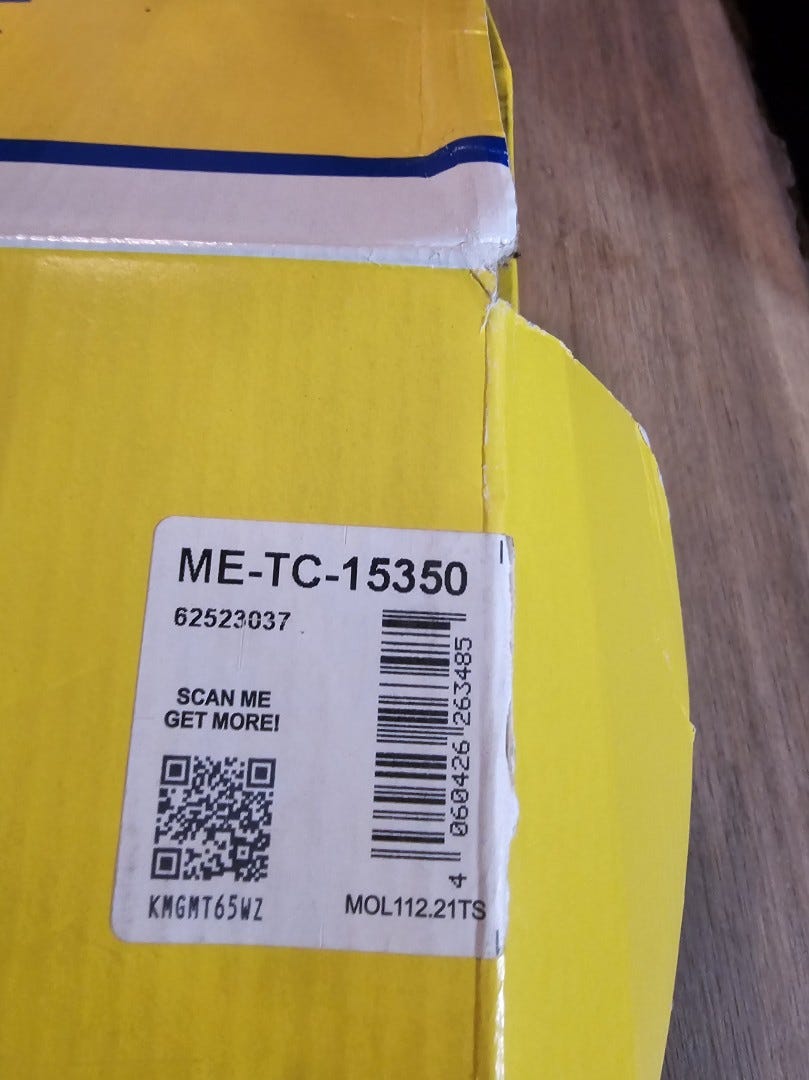 ME-TC-15350
62523037
SCAN ME
GET MORE!
KMGMT65WZ
4 060426 263485
MOL112.21TS